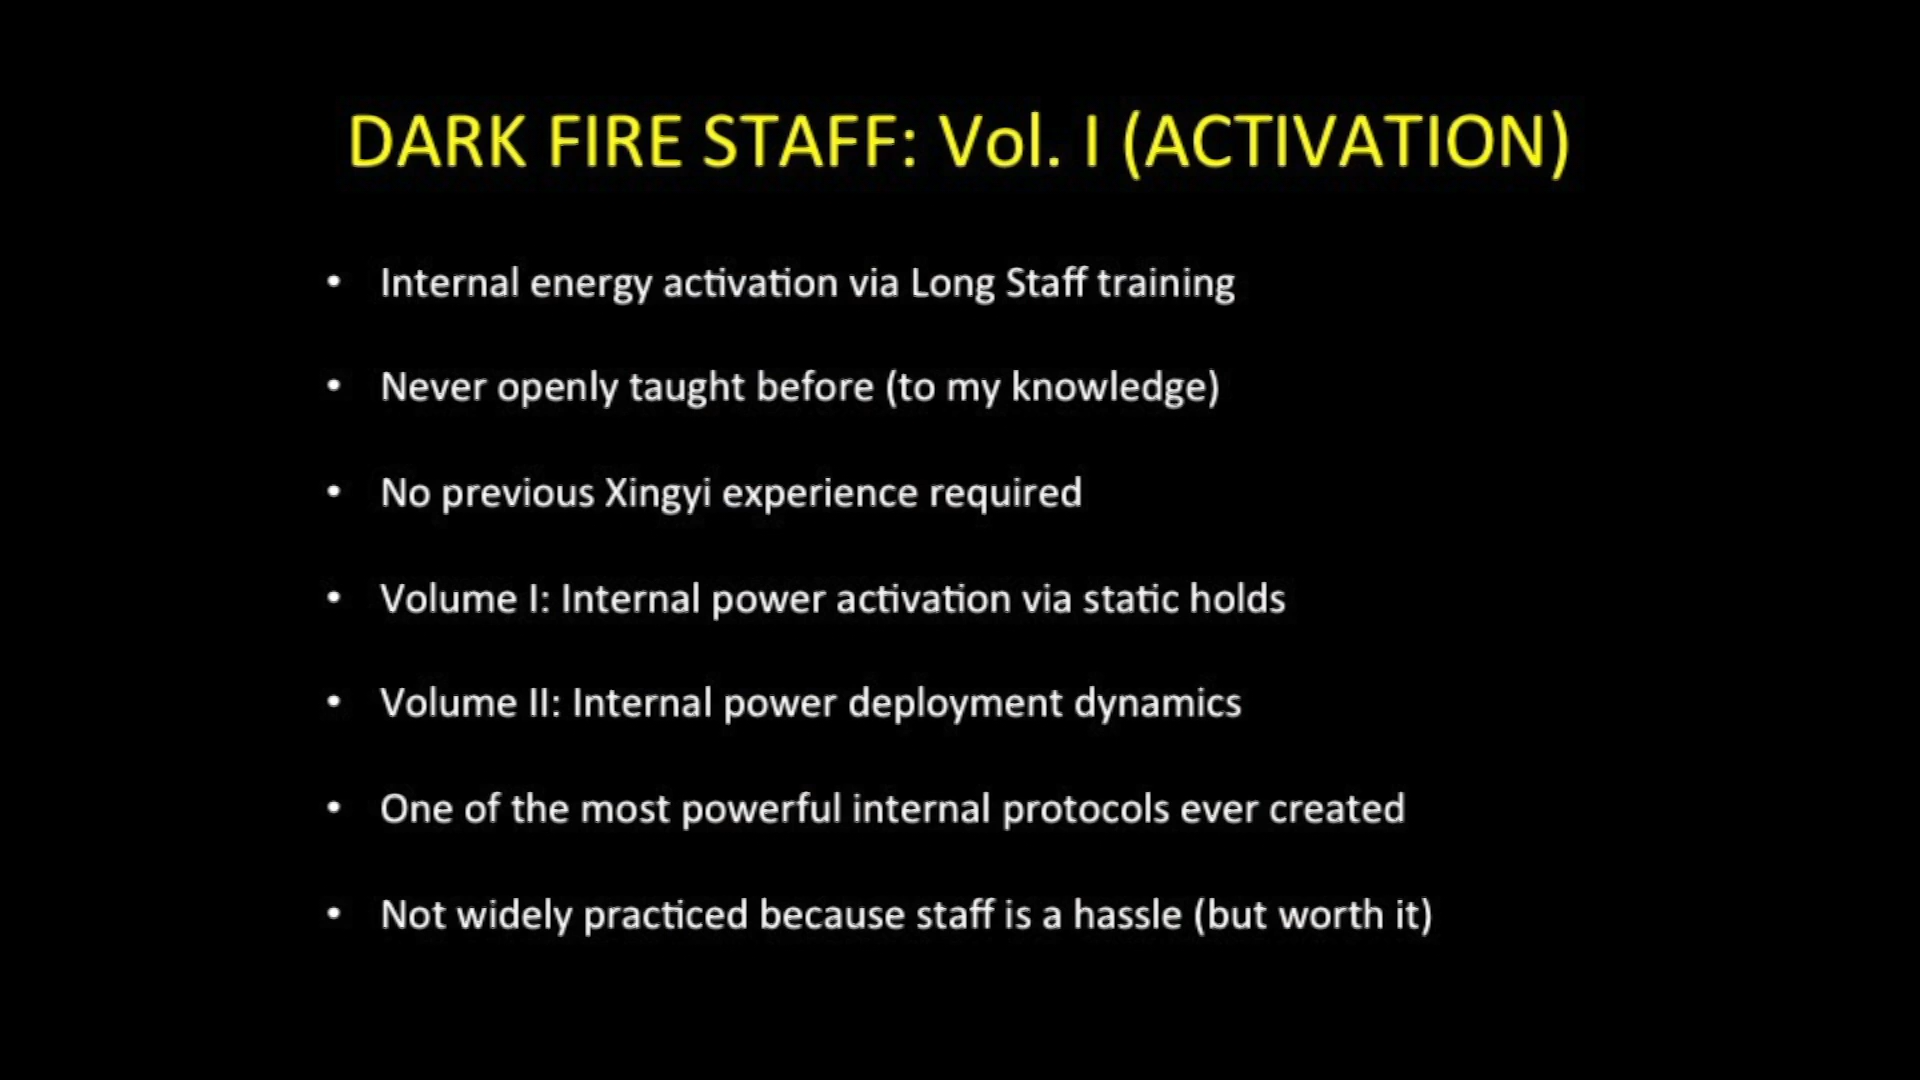 DARK FIRE STAFF: Vol. I (ACTIVATION)
• Internal energy activation via Long Staff training
• Never openly taught before (to my knowledge)
• No previous Xingyi experience required
• Volume I: Internal power activation via static holds
• Volume II: Internal power deployment dynamics
• One of the most powerful internal protocols ever created
• Not widely practiced because staff is a hassle (but worth it)